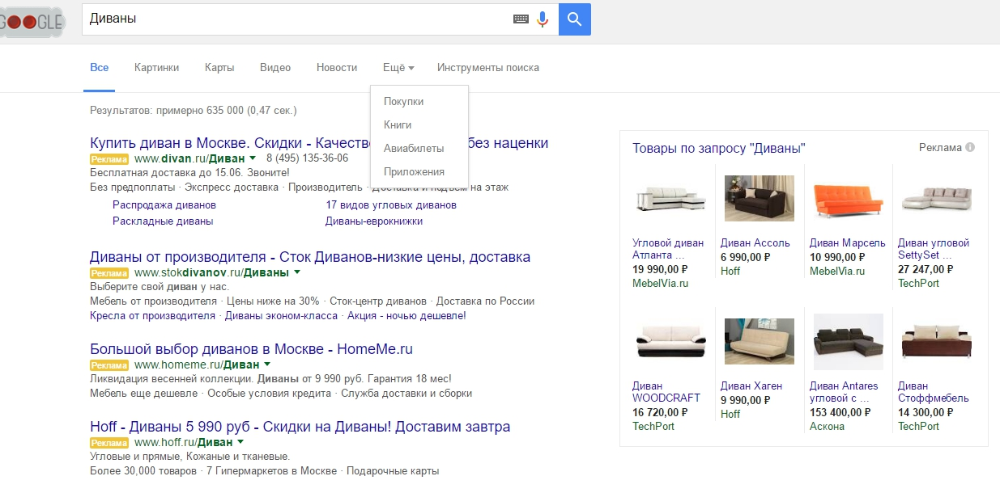 GOOGLE
Диваны
Все Картинки Карты Видео Новости Ещё Инструменты поиска
Покупки
Книги
Авиабилеты
Приложения
Результатов: примерно 635 000 (0,47 сек.)
Купить диван в Москве. Скидки - Качество без наценки
Реклама www.divan.ru/Диван 8 (495) 135-36-06
Бесплатная доставка до 15.06. Звоните!
Без предоплаты · Экспресс доставка · Производитель · Доставка и подъём на этаж
Распродажа диванов 17 видов угловых диванов
Раскладные диваны Диваны-еврокнижки
Диваны от производителя - Сток Диванов-низкие цены, доставка
Реклама www.stokdivanov.ru/Диваны
Выберите свой диван у нас.
Мебель от производителя · Цены ниже на 30% · Сток-центр диванов · Доставка по России
Кресла от производителя · Диваны эконом-класса · Акция - ночью дешевле!
Большой выбор диванов в Москве - HomeMe.ru
Реклама www.homeme.ru/Диван
Ликвидация весенней коллекции. Диваны от 9 990 руб. Гарантия 18 мес!
Мебель еще дешевле · Особые условия кредита · Служба доставки и сборки
Hoff - Диваны 5 990 руб - Скидки на Диваны! Доставим завтра
Реклама www.hoff.ru/Диван
Угловые и прямые, Кожаные и тканевые.
Более 30,000 товаров · 7 Гипермаркетов в Москве · Подарочные карты
Товары по запросу "Диваны" Реклама
Угловой диван
Атланта ...
19 990,00 ₽
MebelVia.ru
Диван Ассоль
6 990,00 ₽
Hoff
Диван Марсель
10 990,00 ₽
MebelVia.ru
Диван угловой
SettySet ...
27 247,00 ₽
TechPort
Диван
WOODCRAFT
16 720,00 ₽
TechPort
Диван Хаген
9 990,00 ₽
Hoff
Диван Antares
угловой с ...
153 400,00 ₽
Аскона
Диван
Стоффмебель
14 300,00 ₽
TechPort